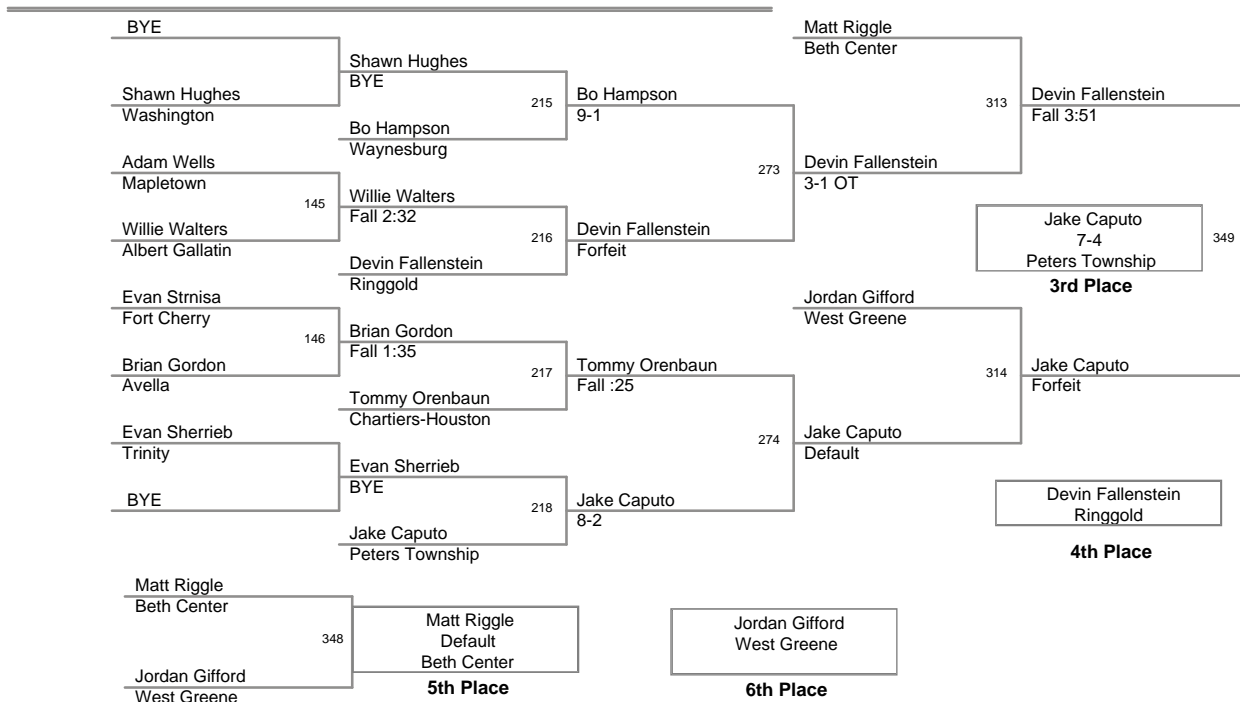 BYE
Shawn Hughes
Washington
Adam Wells
Mapletown
Willie Walters
Albert Gallatin
Evan Strnisa
Fort Cherry
Brian Gordon
Avella
Evan Sherrieb
Trinity
BYE
145
146
Shawn Hughes
BYE
Bo Hampson
Waynesburg
Willie Walters
Fall 2:32
Devin Fallenstein
Ringgold
Brian Gordon
Fall 1:35
Tommy Orenbaun
Chartiers-Houston
Evan Sherrieb
BYE
Jake Caputo
Peters Township
215
216
217
218
Bo Hampson
9-1
Devin Fallenstein
Forfeit
Tommy Orenbaun
Fall :25
Jake Caputo
8-2
273
274
Matt Riggle
Beth Center
Devin Fallenstein
3-1 OT
Jordan Gifford
West Greene
Jake Caputo
Default
313
314
Devin Fallenstein
Fall 3:51
Jake Caputo
7-4
Peters Township
349
3rd Place
Jake Caputo
Forfeit
Devin Fallenstein
Ringgold
4th Place
Matt Riggle
Beth Center
348
Jordan Gifford
West Greene
Matt Riggle
Default
Beth Center
5th Place
Jordan Gifford
West Greene
6th Place